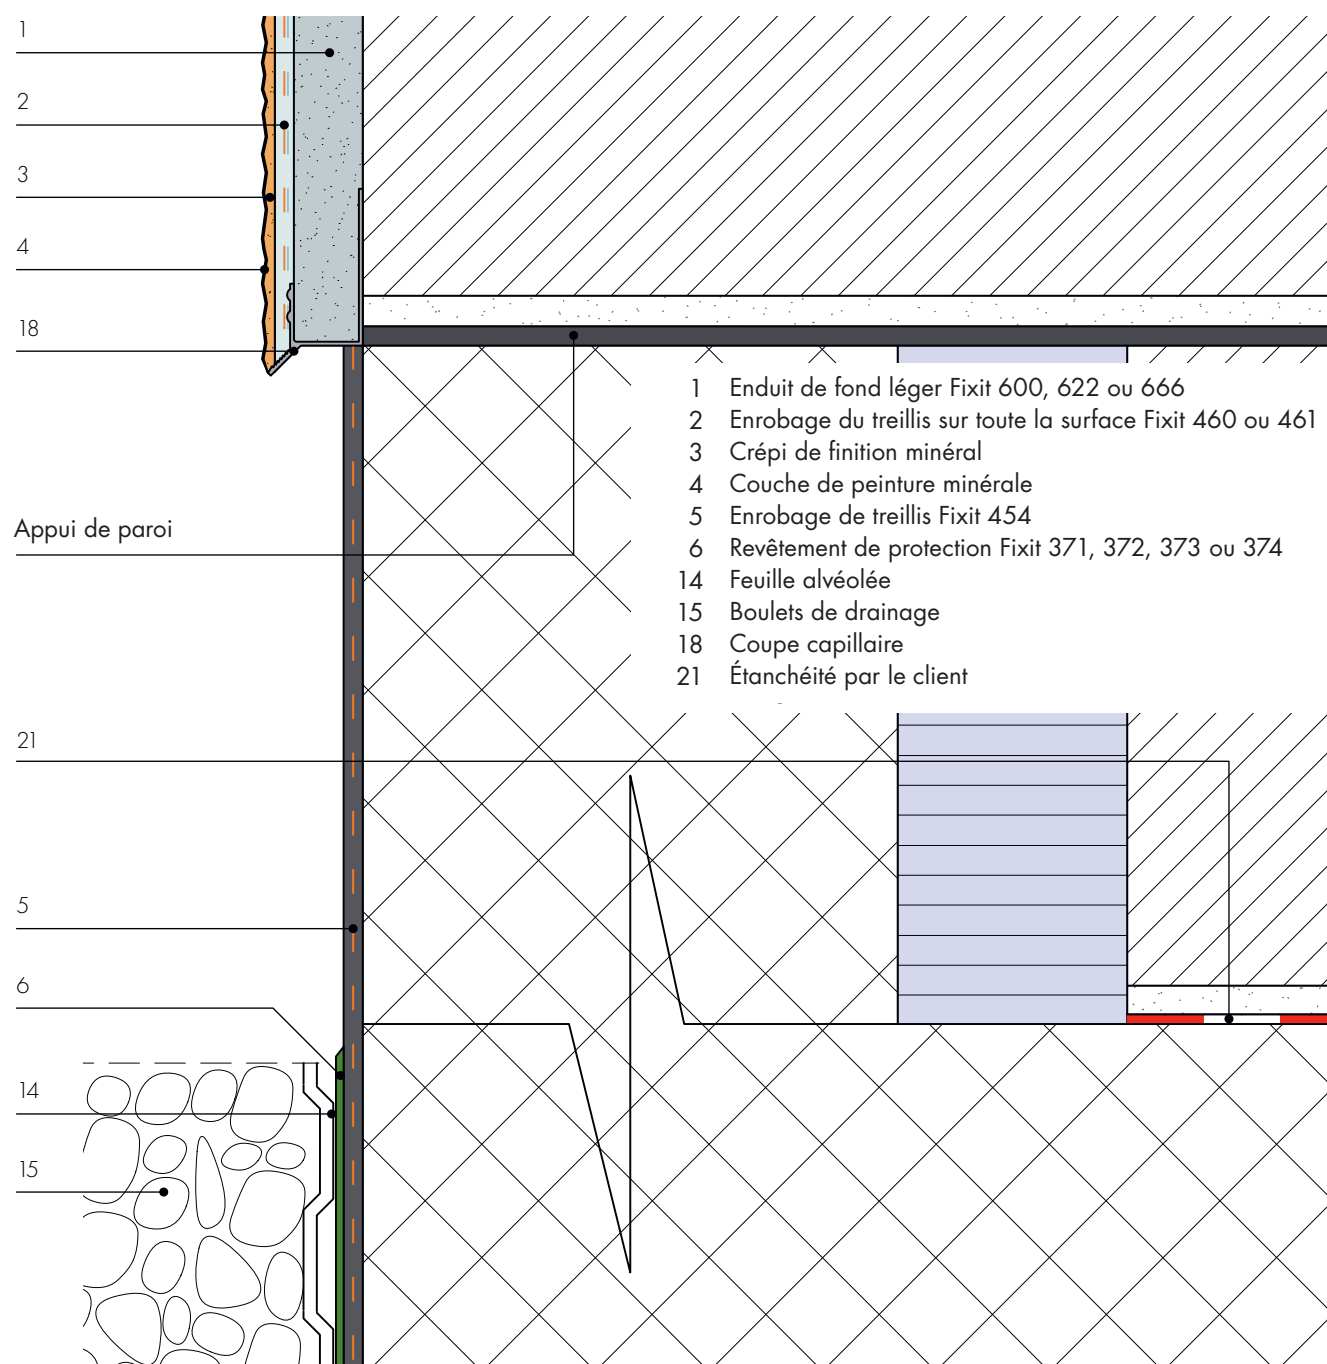 1
2
3
4
18
1 Enduit de fond léger Fixit 600, 622 ou 666
2 Enrobage du treillis sur toute la surface Fixit 460 ou 461
3 Crépi de finition minéral
4 Couche de peinture minérale
5 Enrobage de treillis Fixit 454
6 Revêtement de protection Fixit 371, 372, 373 ou 374
14 Feuille alvéolée
15 Boulets de drainage
18 Coupe capillaire
21 Étanchéité par le client
Appui de paroi
21
5
6
14
15